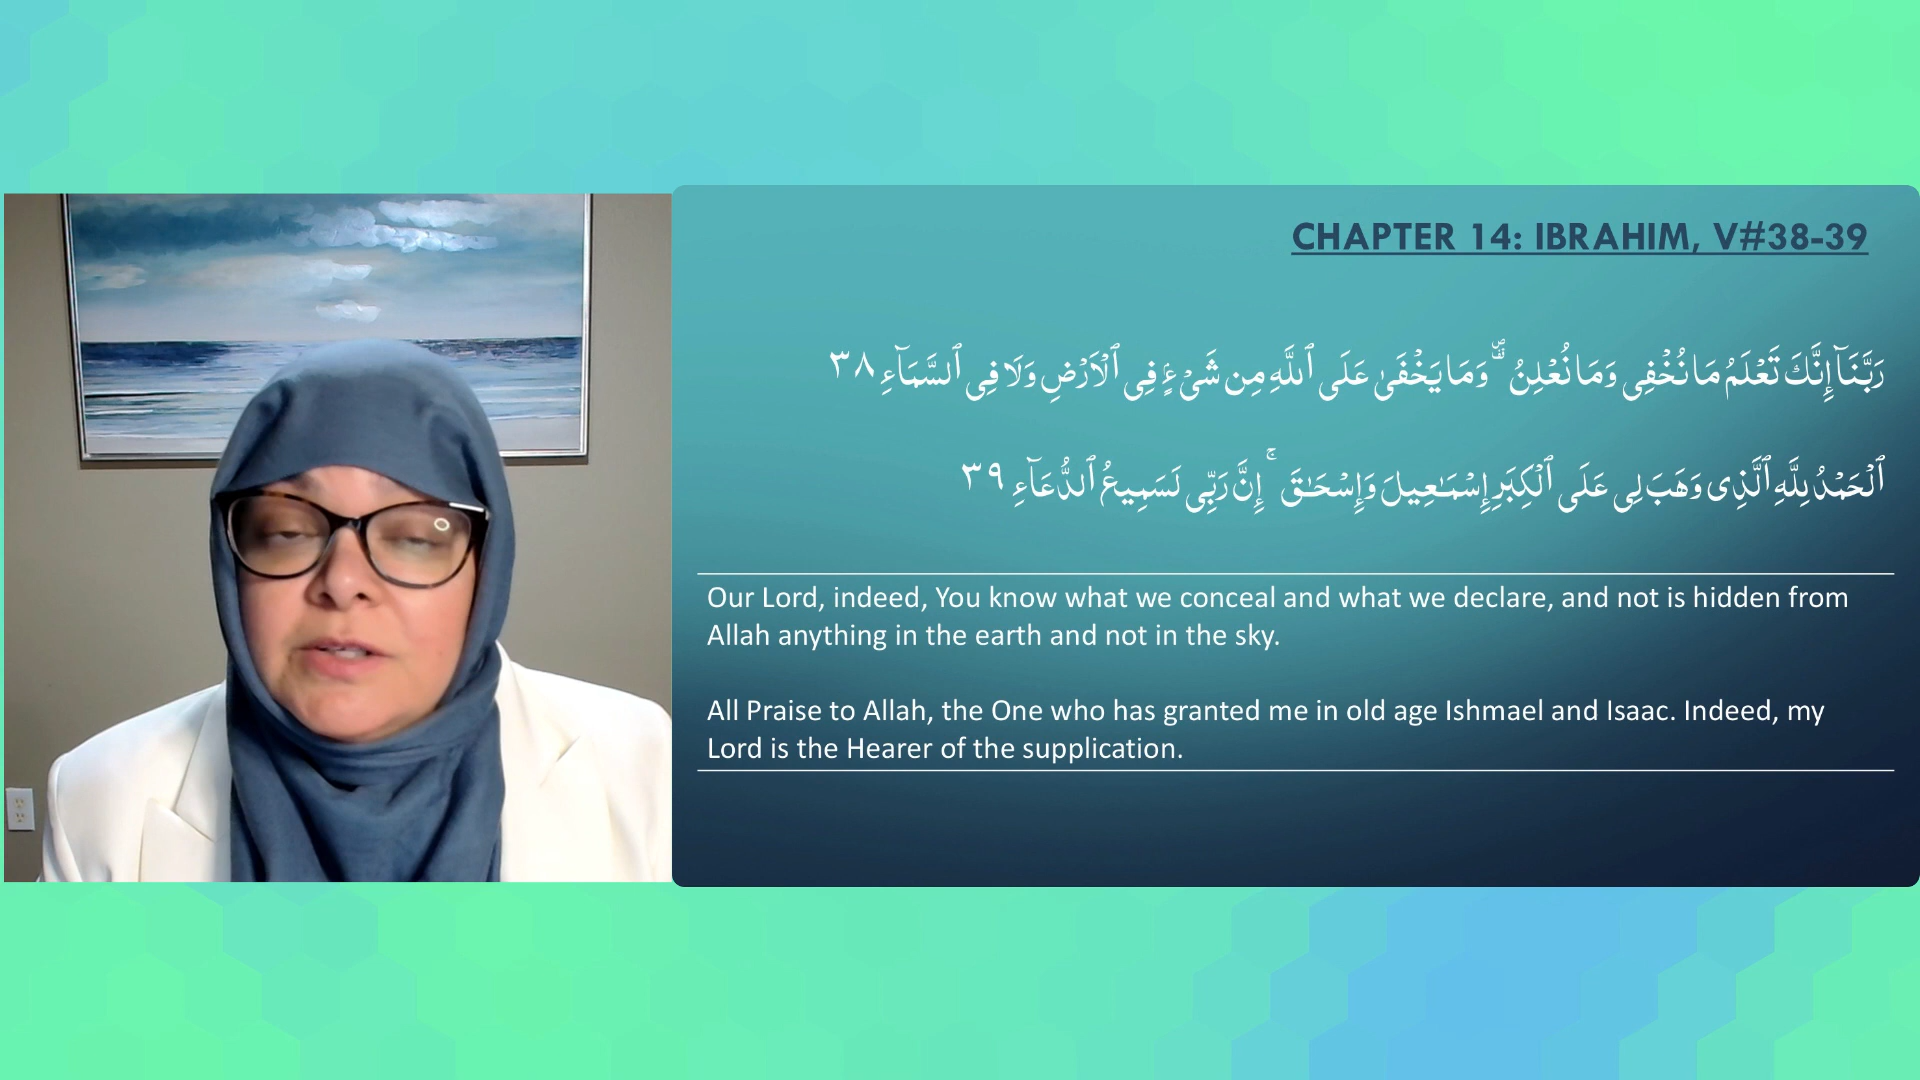 CHAPTER 14: IBRAHIM, V#38-39
رَبَّنَآ إِنَّكَ تَعْلَمُ مَا نُخْفِى وَمَا نُعْلِنُ ۗ وَمَا يَخْفَىٰ عَلَى ٱللَّهِ مِن شَىْءٍ فِى ٱلْأَرْضِ وَلَا فِى ٱلسَّمَآءِ ٣٨
ٱلْحَمْدُ لِلَّهِ ٱلَّذِى وَهَبَ لِى عَلَى ٱلْكِبَرِ إِسْمَـٰعِيلَ وَإِسْحَـٰقَ ۚ إِنَّ رَبِّى لَسَمِيعُ ٱلدُّعَآءِ ٣٩
Our Lord, indeed, You know what we conceal and what we declare, and not is hidden from
Allah anything in the earth and not in the sky.
All Praise to Allah, the One who has granted me in old age Ishmael and Isaac. Indeed, my
Lord is the Hearer of the supplication.